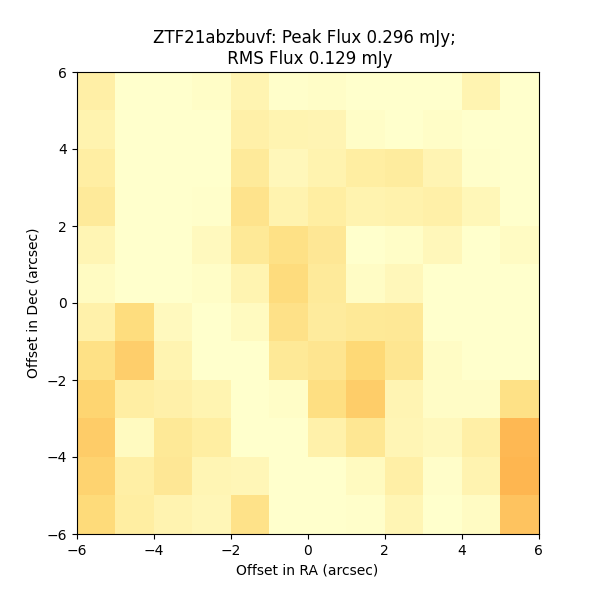 ZTF21abzbuvf: Peak Flux 0.296 mJy;
RMS Flux 0.129 mJy
6
4
2
0
−2
−4
−6
Offset in Dec (arcsec)
−6 −4 −2 0 2 4 6
Offset in RA (arcsec)